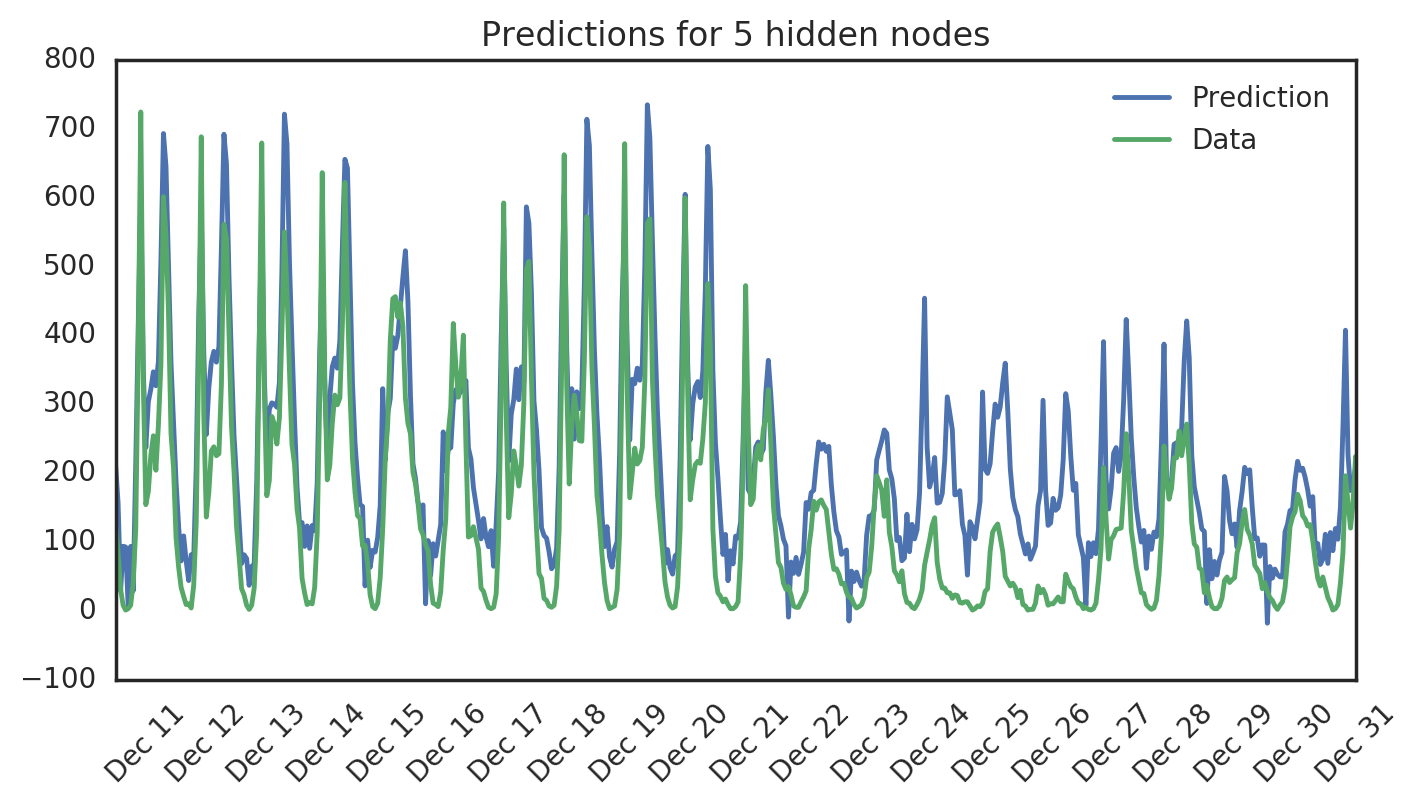 Predictions for 5 hidden nodes
800
700
600
500
400
300
200
100
0
−100
Prediction
Data
Dec 11
Dec 12
Dec 13
Dec 14
Dec 15
Dec 16
Dec 17
Dec 18
Dec 19
Dec 20
Dec 21
Dec 22
Dec 23
Dec 24
Dec 25
Dec 26
Dec 27
Dec 28
Dec 29
Dec 30
Dec 31